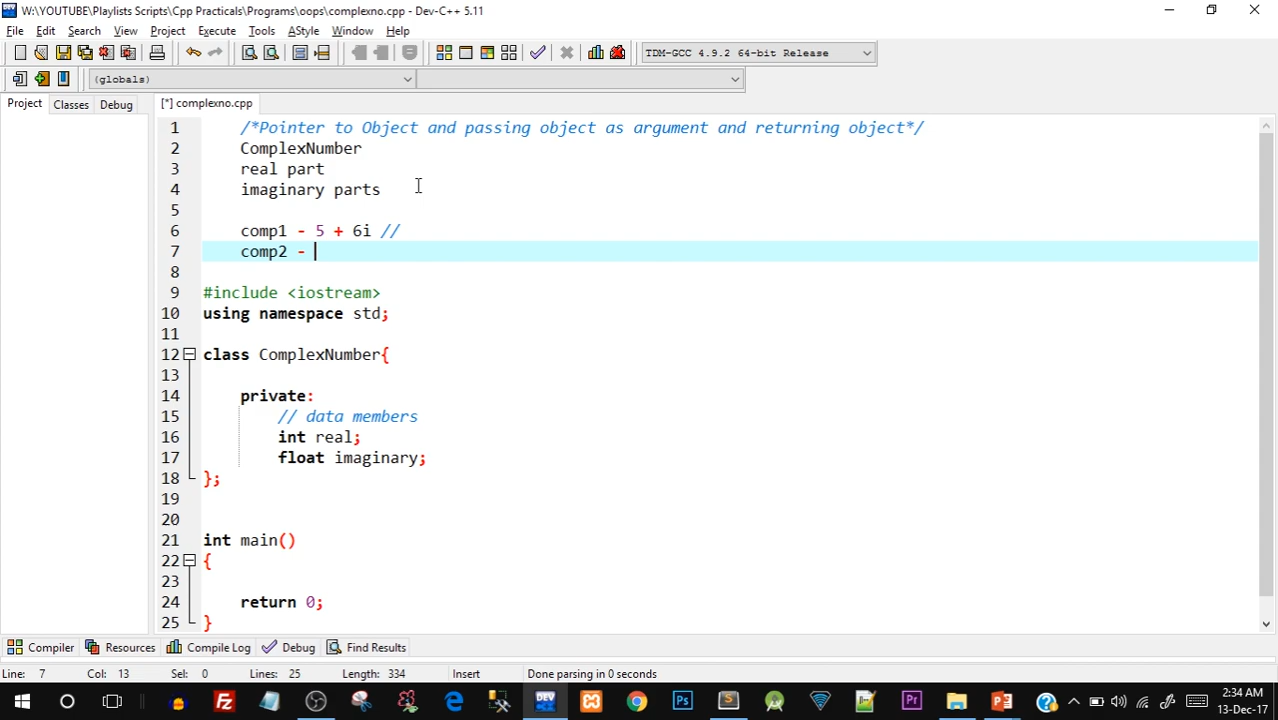 W:\YOUTUBE\Playlists Scripts\Cpp Practicals\Programs\oops\complexno.cpp - Dev-C++ 5.11
File Edit Search View Project Execute Tools AStyle Window Help
TDM-GCC 4.9.2 64-bit Release
(globals)
Project Classes Debug [*] complexno.cpp
1 /*Pointer to Object and passing object as argument and returning object*/
2 ComplexNumber
3 real part
4 imaginary parts
5
6 comp1 - 5 + 6i //
7 comp2 -
8
9 #include <iostream>
10 using namespace std;
11
12 class ComplexNumber{
13
14 private:
15 // data members
16 int real;
17 float imaginary;
18 };
19
20
21 int main()
22 {
23
24 return 0;
25 }
Compiler Resources Compile Log Debug Find Results
Line: 7 Col: 13 Sel: 0 Lines: 25 Length: 334 Insert Done parsing in 0 seconds
2:34 AM
13-Dec-17